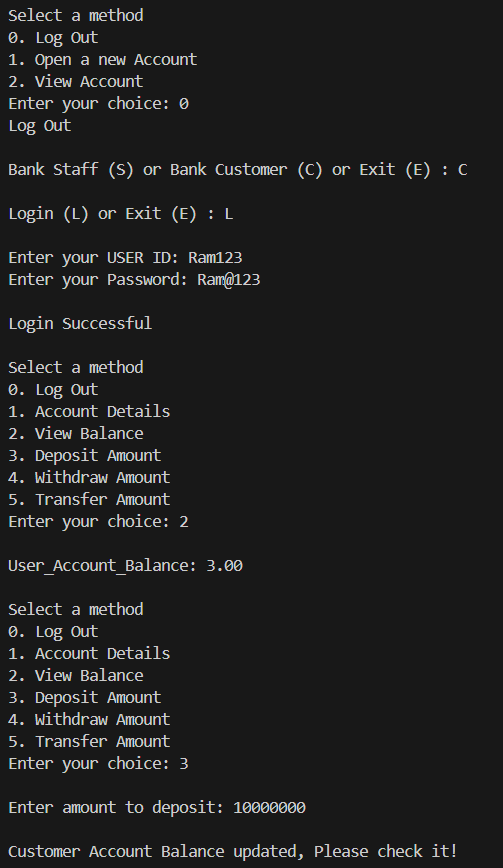 Select a method
0. Log Out
1. Open a new Account
2. View Account
Enter your choice: 0
Log Out
Bank Staff (S) or Bank Customer (C) or Exit (E) : C
Login (L) or Exit (E) : L
Enter your USER ID: Ram123
Enter your Password: Ram@123
Login Successful
Select a method
0. Log Out
1. Account Details
2. View Balance
3. Deposit Amount
4. Withdraw Amount
5. Transfer Amount
Enter your choice: 2
User_Account_Balance: 3.00
Select a method
0. Log Out
1. Account Details
2. View Balance
3. Deposit Amount
4. Withdraw Amount
5. Transfer Amount
Enter your choice: 3
Enter amount to deposit: 10000000
Customer Account Balance updated, Please check it!